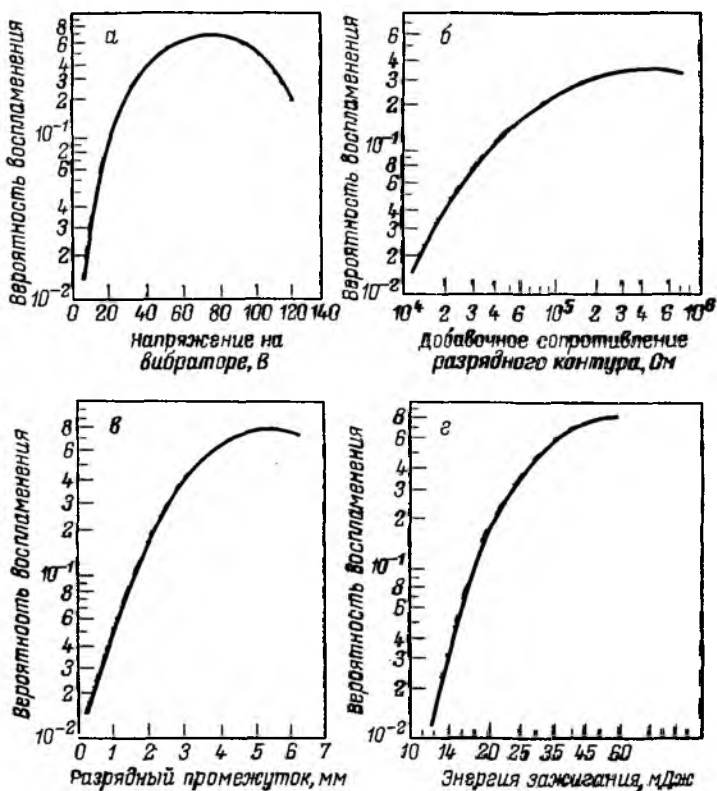 а
Вероятность воспламенения
8
6
4
3
2
10⁻¹
6
4
3
2
10⁻²
0 20 40 60 80 100 120 140
Напряжение на
вибраторе, В
б
Вероятность воспламенения
6
4
3
2
10⁻¹
8
6
4
3
2
10⁻²
10⁴ 2 3 4 6 10⁵ 2 3 4 6 10⁶
Добавочное сопротивление
разрядного контура, Ом
в
Вероятность воспламенения
8
6
4
3
2
10⁻¹
8
6
4
3
2
10⁻²
0 1 2 3 4 5 6 7
Разрядный промежуток, мм
г
Вероятность воспламенения
8
6
4
3
2
10⁻¹
8
6
4
3
2
10⁻²
10 14 20 25 35 45 60
Энергия зажигания, мДж